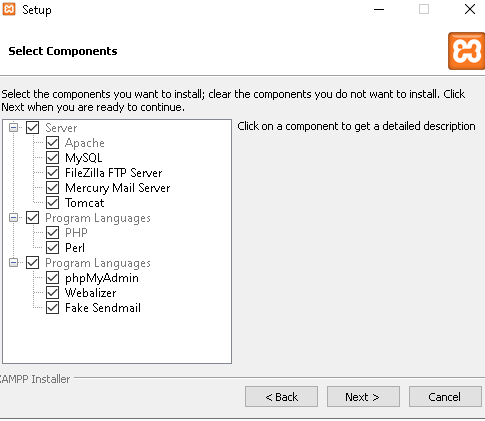 Setup
Select Components
Select the components you want to install; clear the components you do not want to install. Click
Next when you are ready to continue.
Server
Apache
MySQL
FileZilla FTP Server
Mercury Mail Server
Tomcat
Program Languages
PHP
Perl
Program Languages
phpMyAdmin
Webalizer
Fake Sendmail
Click on a component to get a detailed description
XAMPP Installer
< Back
Next >
Cancel